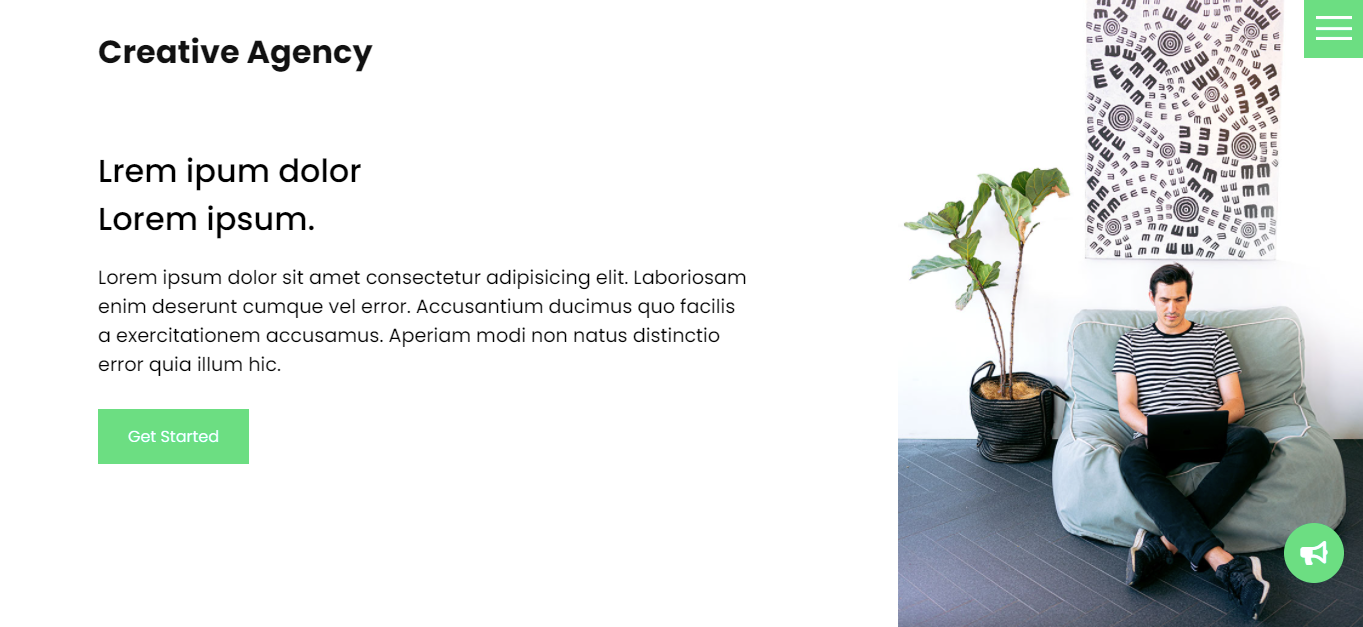 Creative Agency
Lrem ipum dolor
Lorem ipsum.
Lorem ipsum dolor sit amet consectetur adipisicing elit. Laboriosam
enim deserunt cumque vel error. Accusantium ducimus quo facilis
a exercitationem accusamus. Aperiam modi non natus distinctio
error quia illum hic.
Get Started